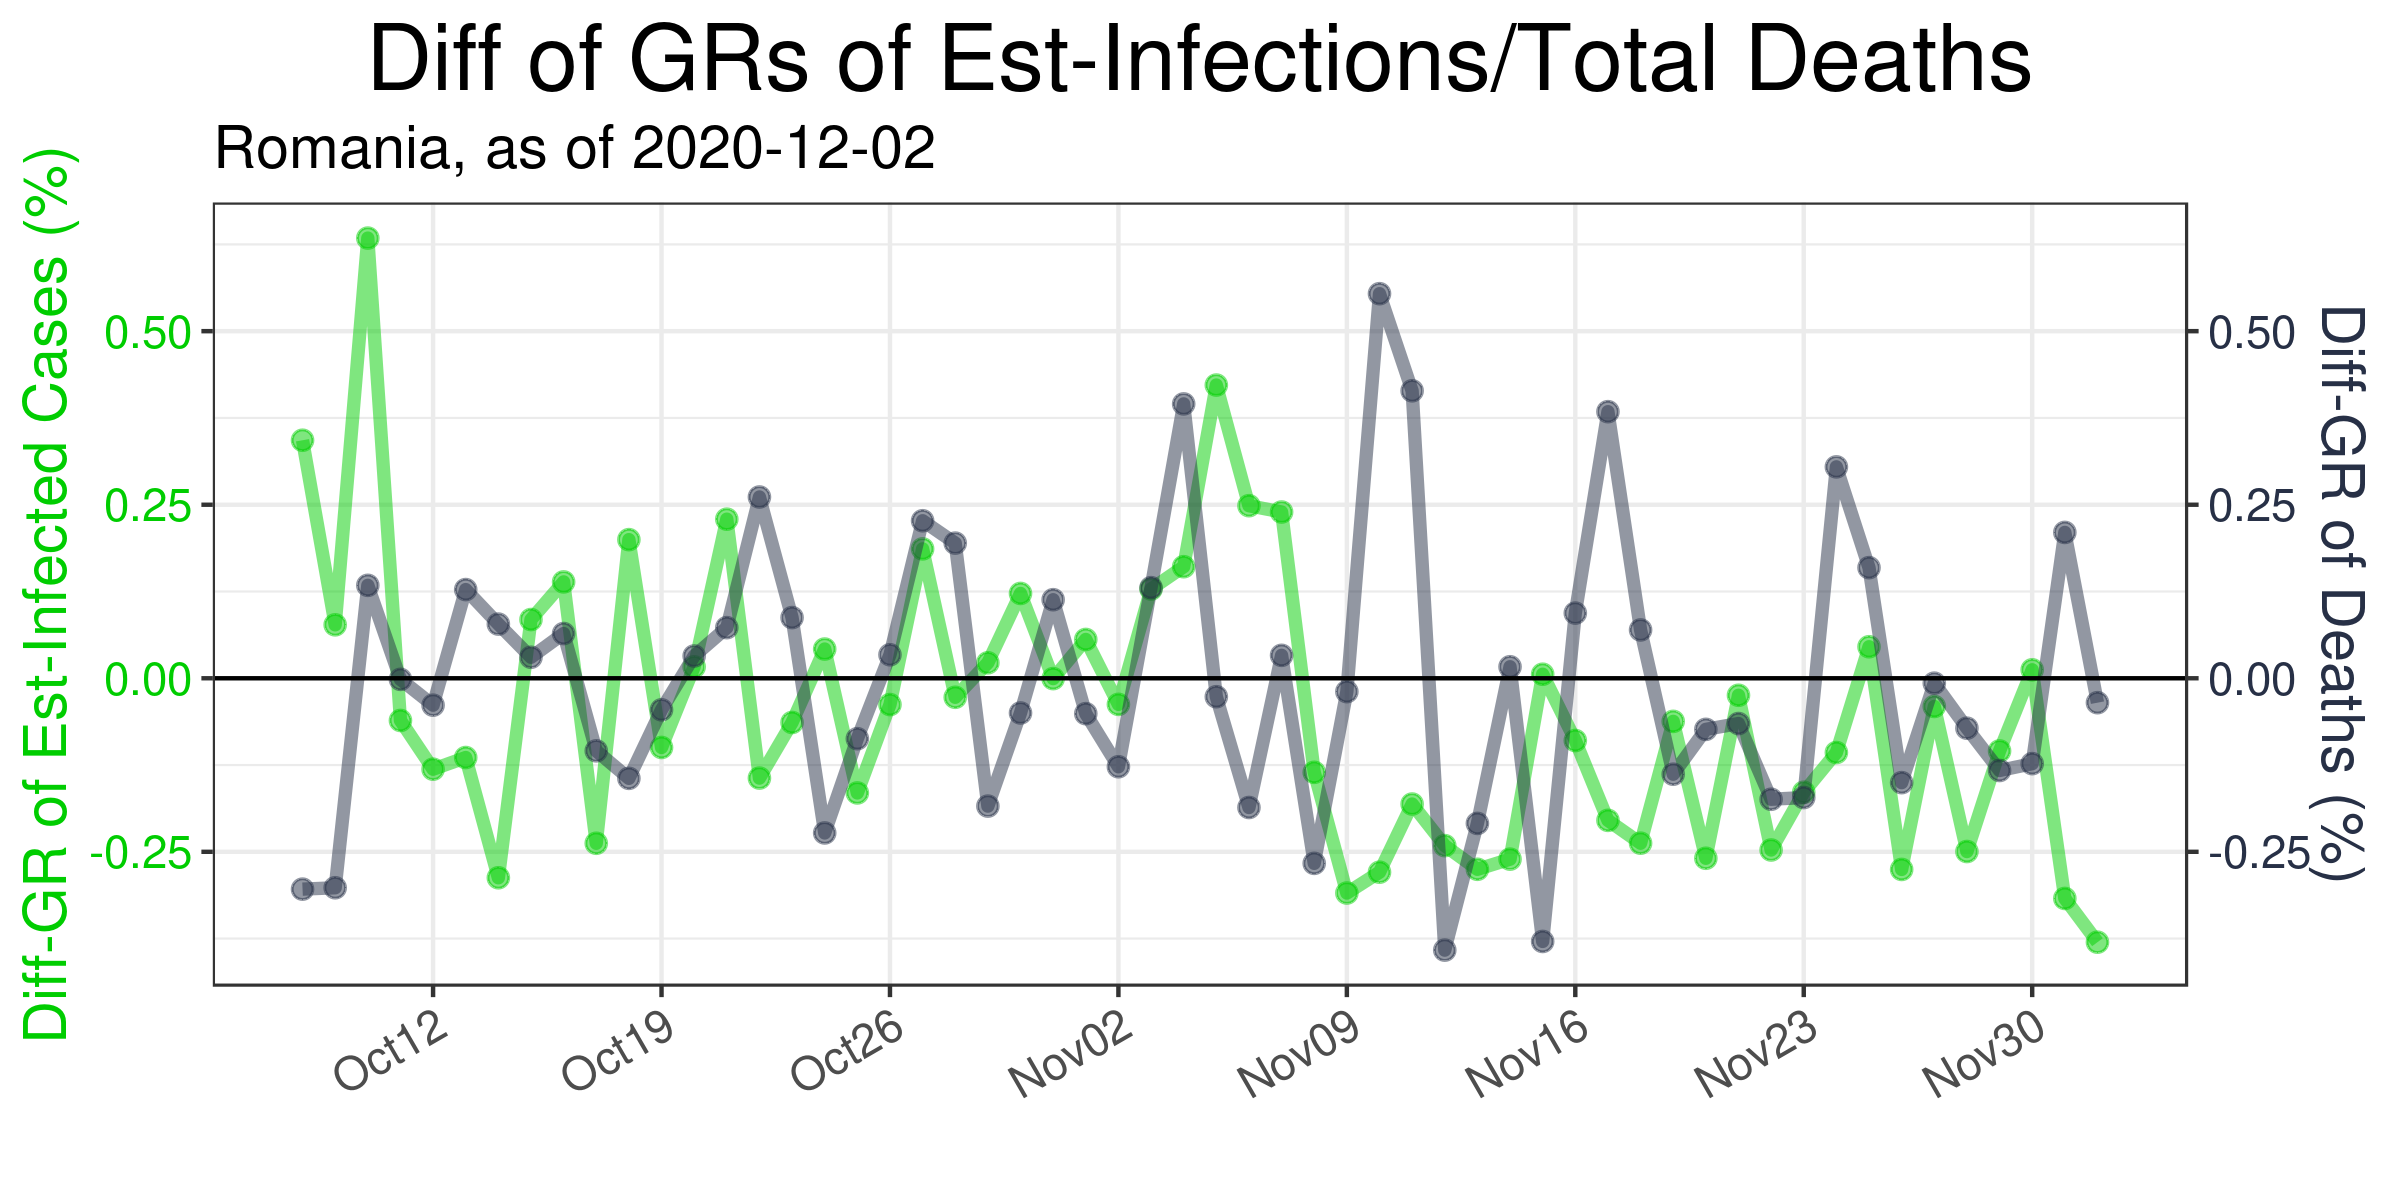 Diff of GRs of Est-Infections/Total Deaths
Romania, as of 2020-12-02
Diff-GR of Est-Infected Cases (%)
0.50
0.25
0.00
-0.25
0.50
0.25
0.00
-0.25
Diff-GR of Deaths (%)
Oct12
Oct19
Oct26
Nov02
Nov09
Nov16
Nov23
Nov30